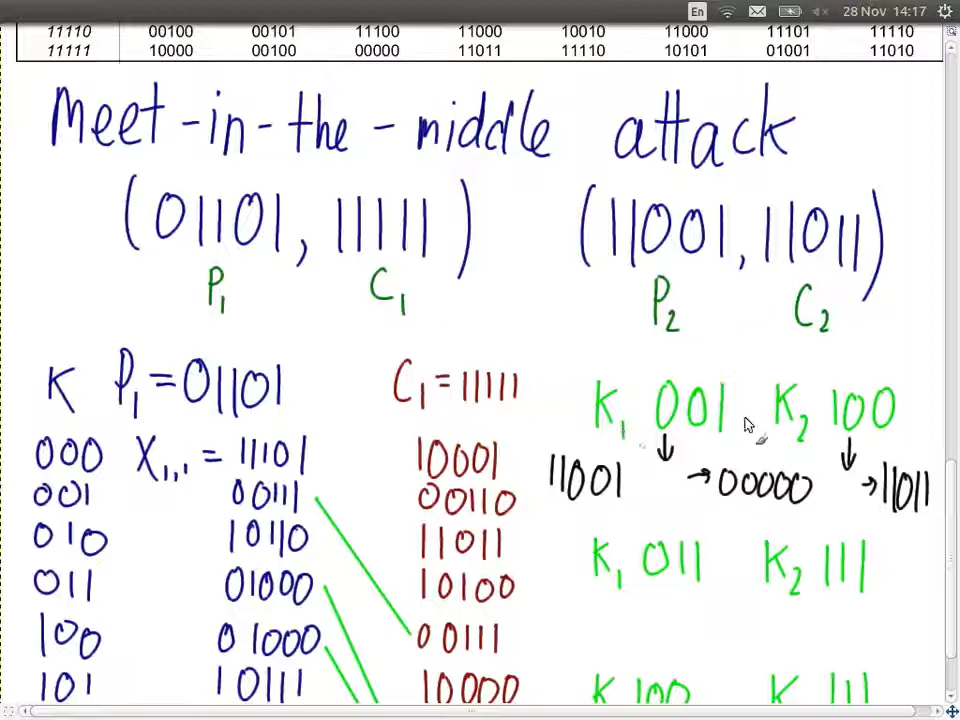 En 28 Nov 14:17
11110 00100 00101 11100 11000 10010 11000 11101 11110
11111 10000 00100 00000 11011 11110 10101 01001 11010
Meet-in-the-middle attack
(01101, 11111) (11001, 11011)
P1 C1 P2 C2
K P1 = 01101 C1 = 11111 K1 001 K2 100
000 X1,1 = 11101 10001 11001 ↓ → 00000 ↓ → 11011
001 00111 00110
010 10110 11011 K1 011 K2 111
011 01000 10100
100 01000 00111
101 10111 10000 K 100 K 111